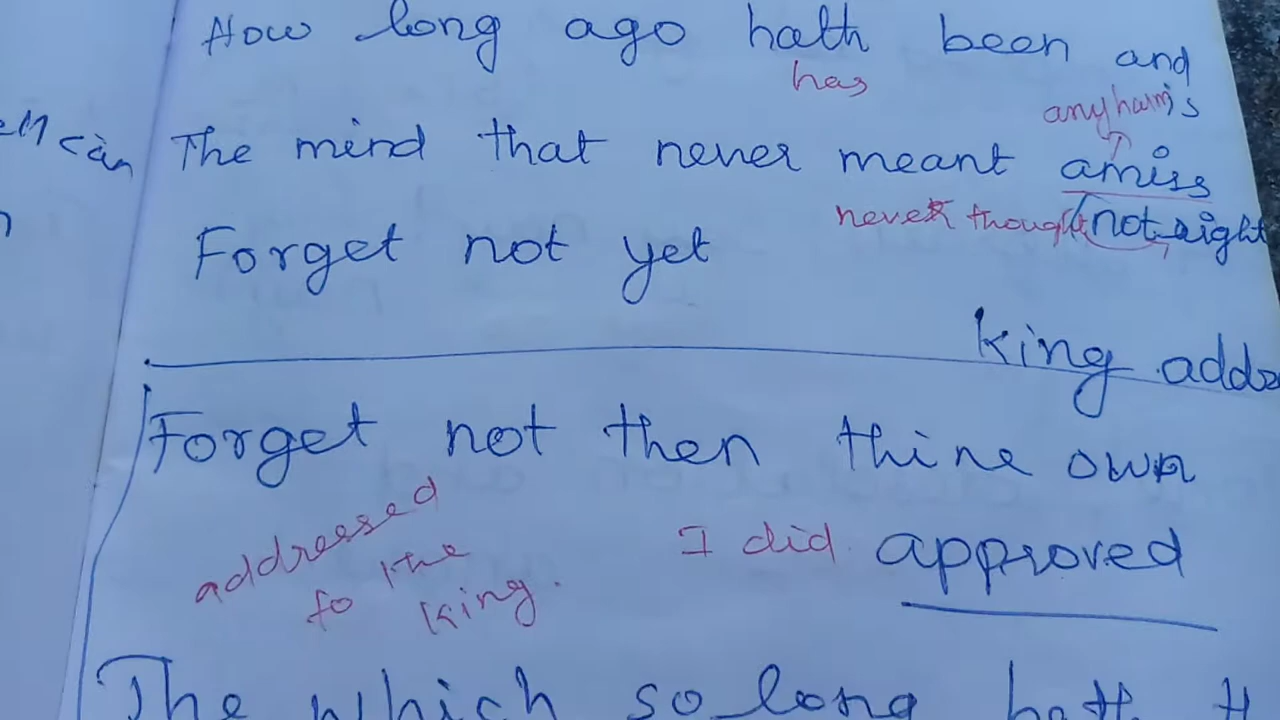 How long ago hath been and
has
any harm's
can
The mind that never meant amiss
never thought (not right
Forget not yet
King addre
Forget not then thine own
addressed
to the
King.
I did approved
The which so long hath t